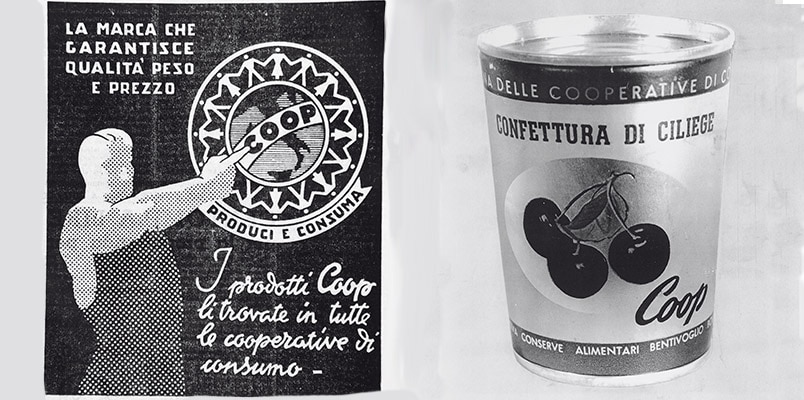 LA MARCA CHE
GARANTISCE
QUALITÀ PESO
E PREZZO
COOP
PRODUCI E CONSUMA
I prodotti Coop
li trovate in tutte
le cooperative di
consumo –
DELLE COOPERATIVE DI
CONFETTURA DI CILIEGE
Coop
CONSERVE ALIMENTARI BENTIVOGLIO